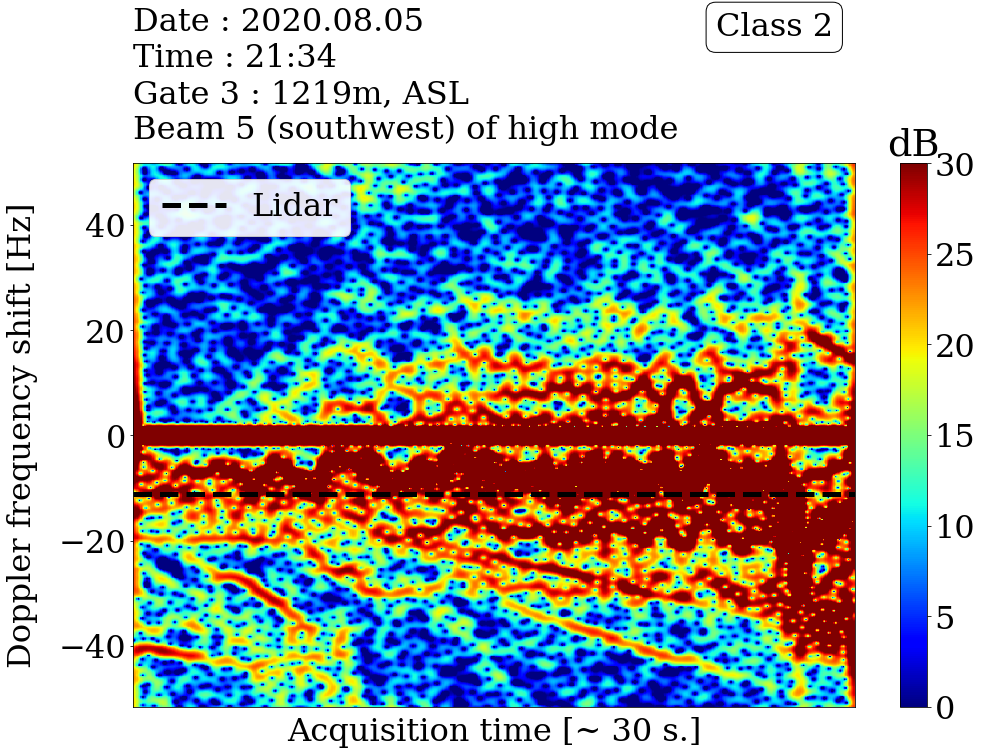 Date : 2020.08.05
Time : 21:34
Gate 3 : 1219m, ASL
Beam 5 (southwest) of high mode
Class 2
dB
Lidar
Doppler frequency shift [Hz]
40
20
0
−20
−40
30
25
20
15
10
5
0
Acquisition time [~ 30 s.]